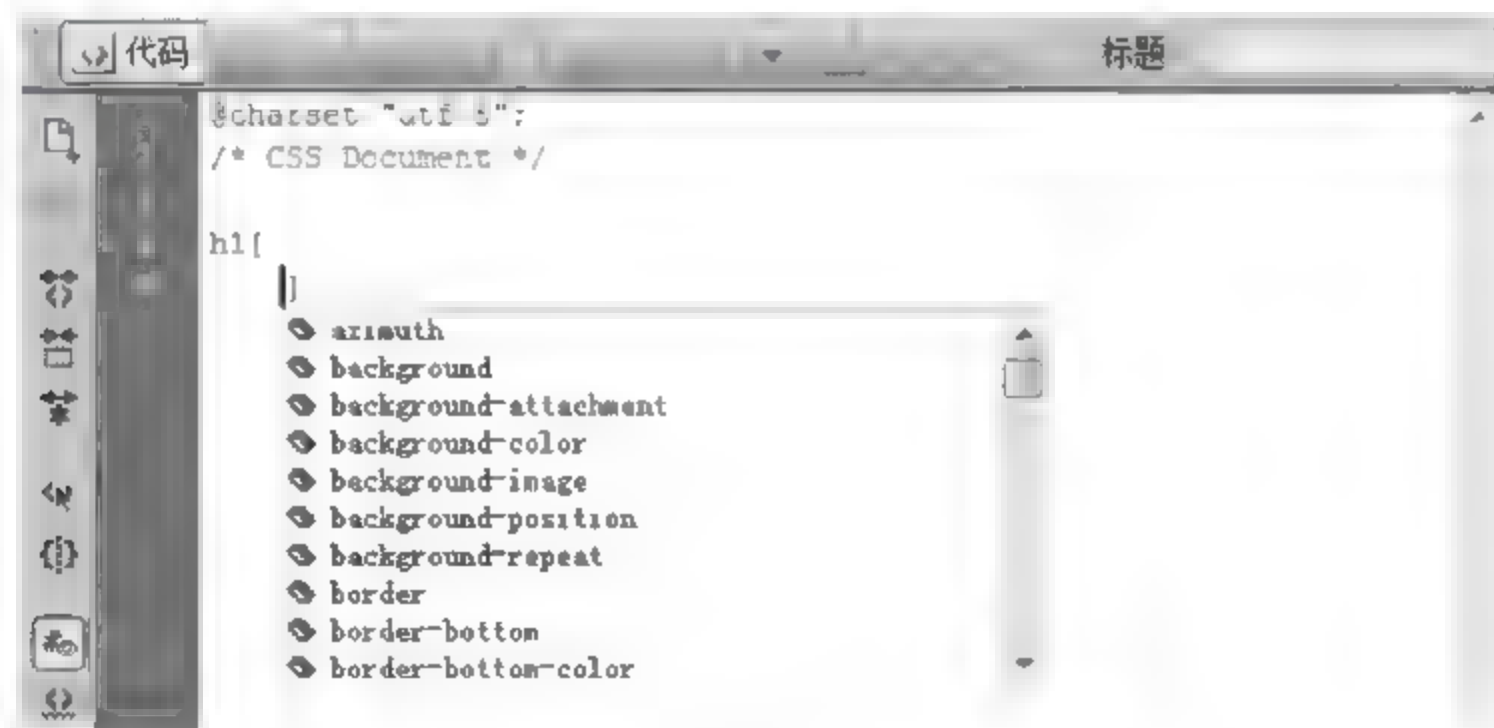 代码
标题
@charset "utf-8";
/* CSS Document */
h1{
}
azimuth
background
background-attachment
background-color
background-image
background-position
background-repeat
border
border-bottom
border-bottom-color